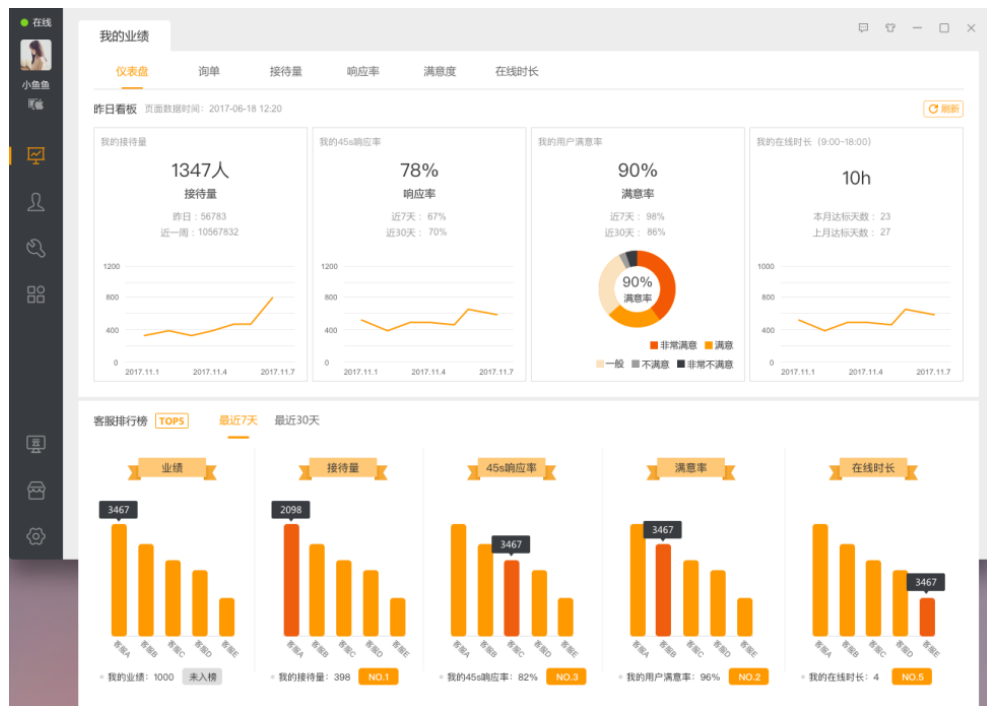 在线
小鱼鱼
我的业绩
仪表盘 询单 接待量 响应率 满意度 在线时长
昨日看板 页面数据时间：2017-06-18 12:20 刷新
我的接待量
1347人
接待量
昨日：56783
近一周：10567832
1200
800
400
0
2017.11.1 2017.11.4 2017.11.7
我的45s响应率
78%
响应率
近7天： 67%
近30天： 70%
1200
800
400
0
2017.11.1 2017.11.4 2017.11.7
我的用户满意率
90%
满意率
近7天： 98%
近30天： 86%
90%
满意率
非常满意 满意
一般 不满意 非常不满意
我的在线时长（9:00-18:00）
10h
本月达标天数：23
上月达标天数：27
1000
800
400
0
2017.11.1 2017.11.4 2017.11.7
客服排行榜 TOP5 最近7天 最近30天
业绩
3467
客服A 客服B 客服C 客服D 客服E
我的业绩：1000 未入榜
接待量
2098
客服A 客服B 客服C 客服D 客服E
我的接待量：398 NO.1
45s响应率
3467
客服A 客服B 客服C 客服D 客服E
我的45s响应率：82% NO.3
满意率
3467
客服A 客服B 客服C 客服D 客服E
我的用户满意率：96% NO.2
在线时长
3467
客服A 客服B 客服C 客服D 客服E
我的在线时长：4 NO.5